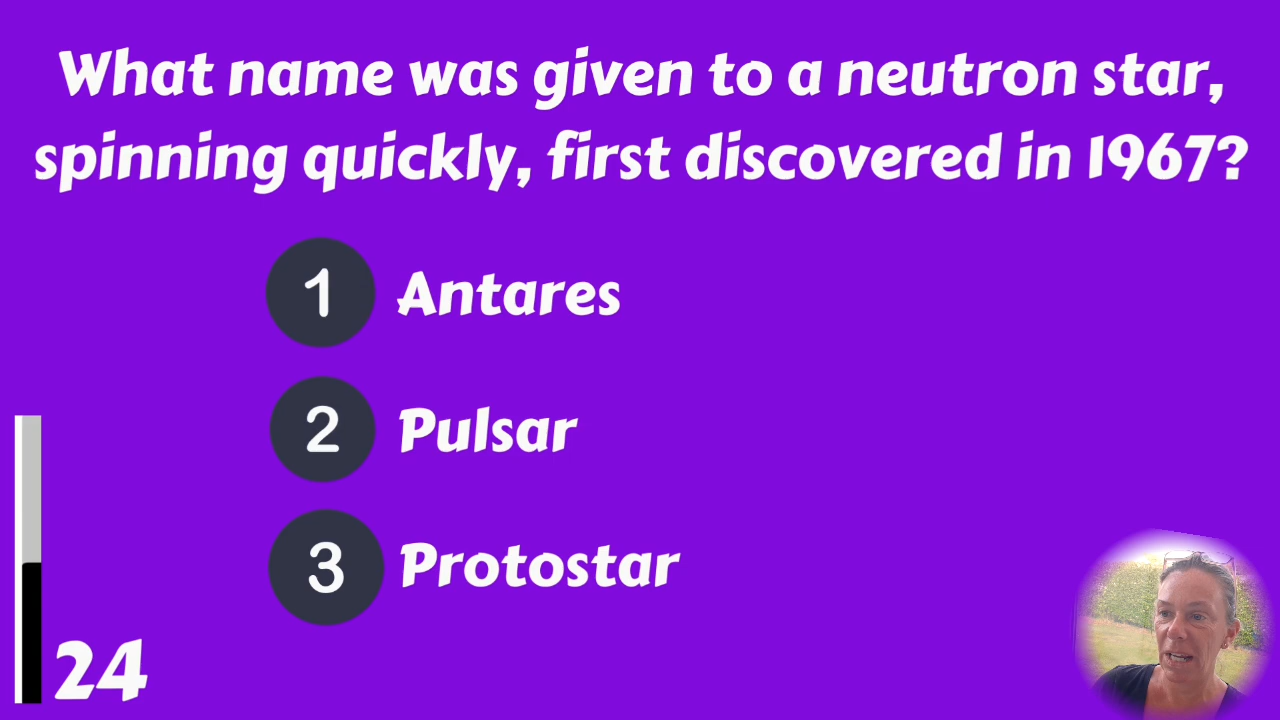 What name was given to a neutron star,
spinning quickly, first discovered in 1967?
1 Antares
2 Pulsar
3 Protostar
24